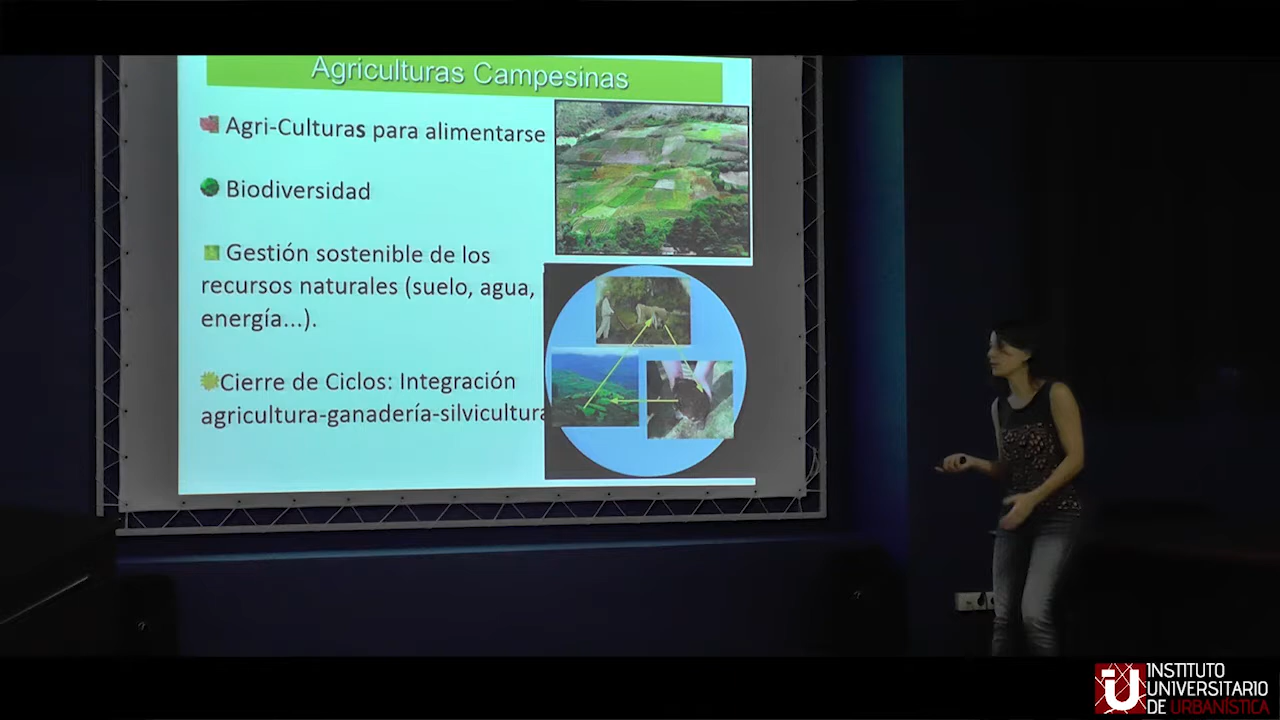 Agriculturas Campesinas
Agri-Culturas para alimentarse
Biodiversidad
Gestión sostenible de los
recursos naturales (suelo, agua,
energía...).
Cierre de Ciclos: Integración
agricultura-ganadería-silvicultura
INSTITUTO
UNIVERSITARIO
DE URBANÍSTICA